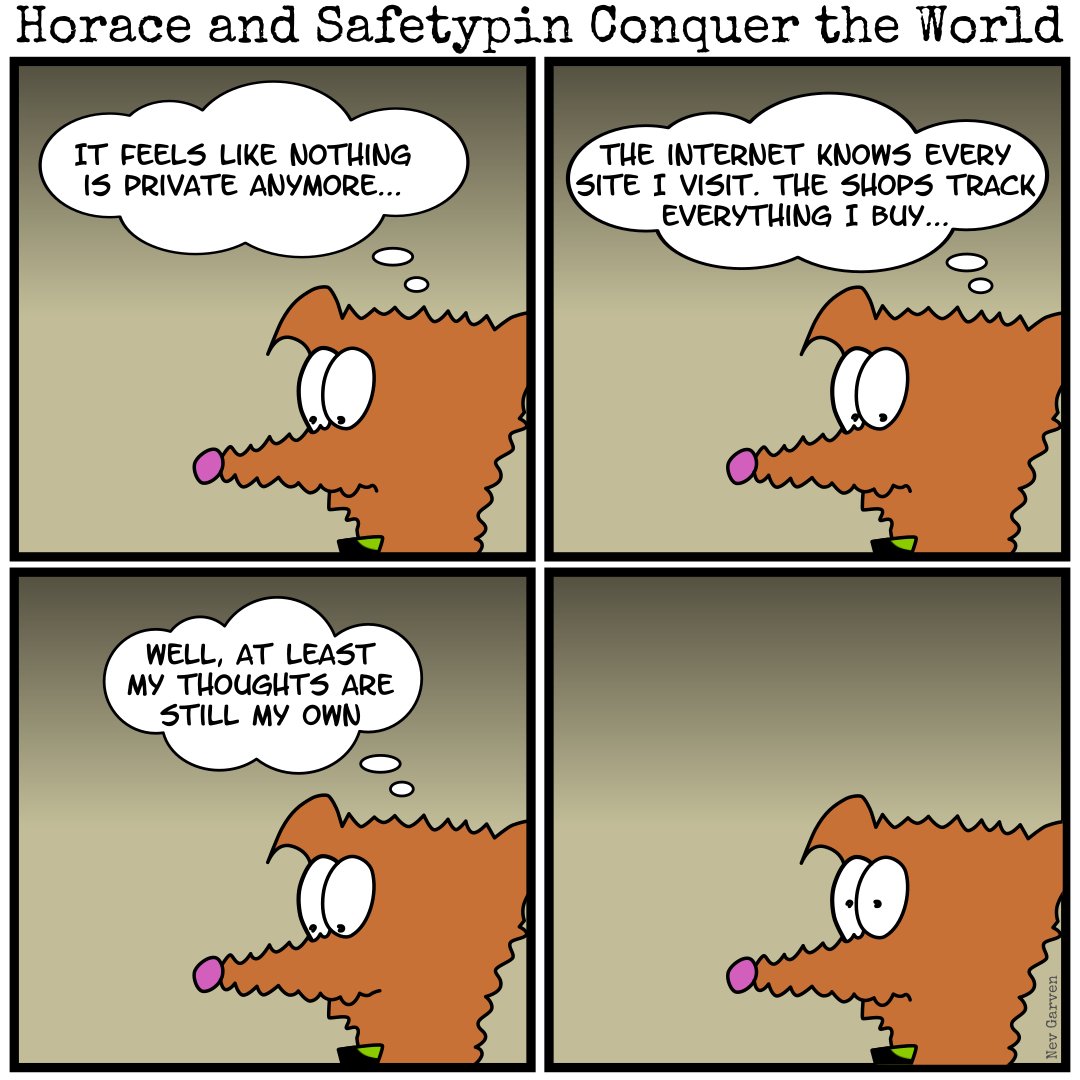 Horace and Safetypin Conquer the World
IT FEELS LIKE NOTHING
IS PRIVATE ANYMORE...
THE INTERNET KNOWS EVERY
SITE I VISIT. THE SHOPS TRACK
EVERYTHING I BUY...
WELL, AT LEAST
MY THOUGHTS ARE
STILL MY OWN
Nev Garven